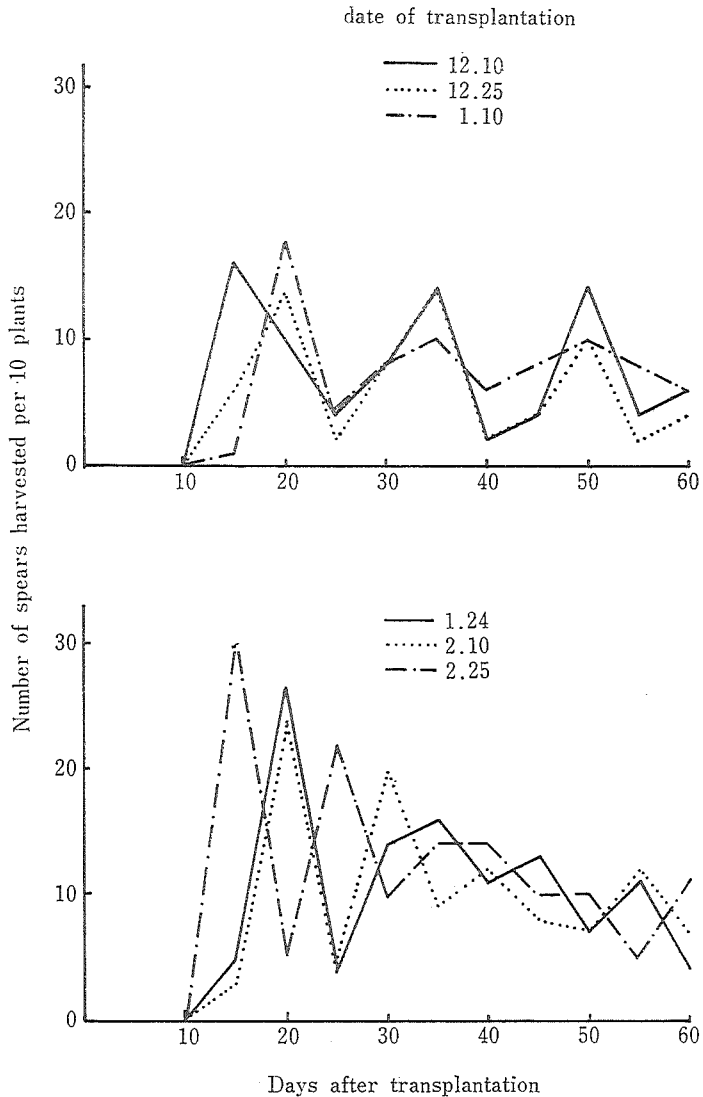 date of transplantation
12.10
12.25
1.10
30
20
10
0
10 20 30 40 50 60
Number of spears harvested per 10 plants
1.24
2.10
2.25
30
20
10
0
10 20 30 40 50 60
Days after transplantation